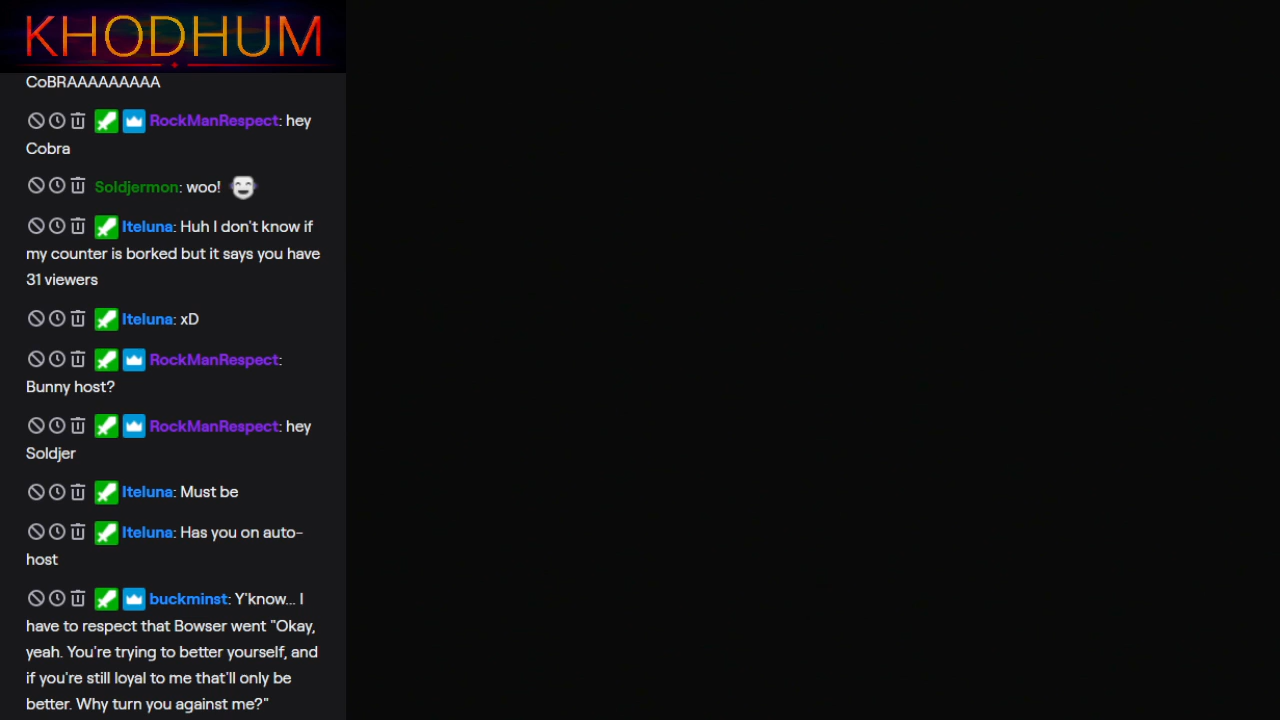 KHODHUM
CoBRAAAAAAAAA
RockManRespect: hey
Cobra
Soldjermon: woo!
Iteluna: Huh I don't know if
my counter is borked but it says you have
31 viewers
Iteluna: xD
RockManRespect:
Bunny host?
RockManRespect: hey
Soldjer
Iteluna: Must be
Iteluna: Has you on auto-
host
buckminst: Y'know... I
have to respect that Bowser went "Okay,
yeah. You're trying to better yourself, and
if you're still loyal to me that'll only be
better. Why turn you against me?"